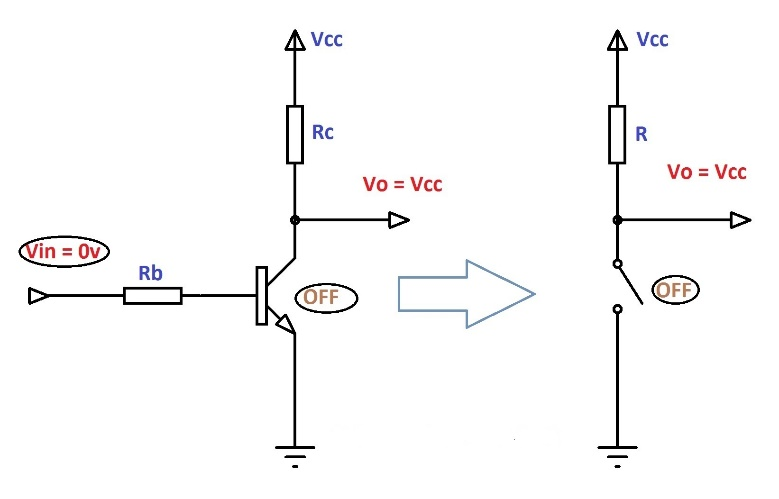 Vcc
Rc
Vo = Vcc
Vin = 0v
Rb
OFF
Vcc
R
Vo = Vcc
OFF